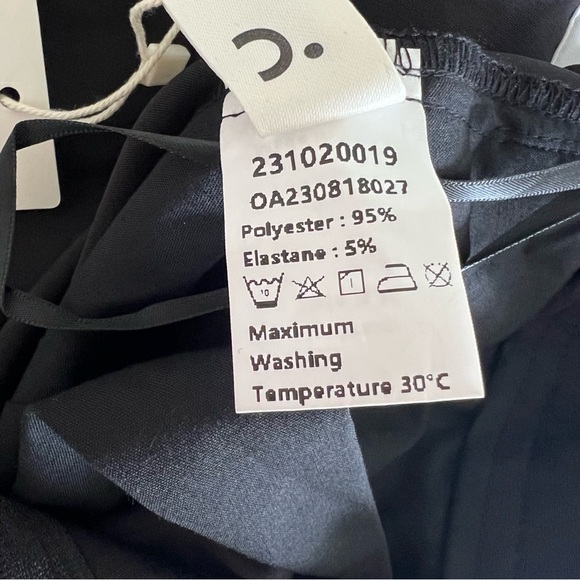 231020019
OA230818027
Polyester : 95%
Elastane : 5%
Maximum
Washing
Temperature 30°C